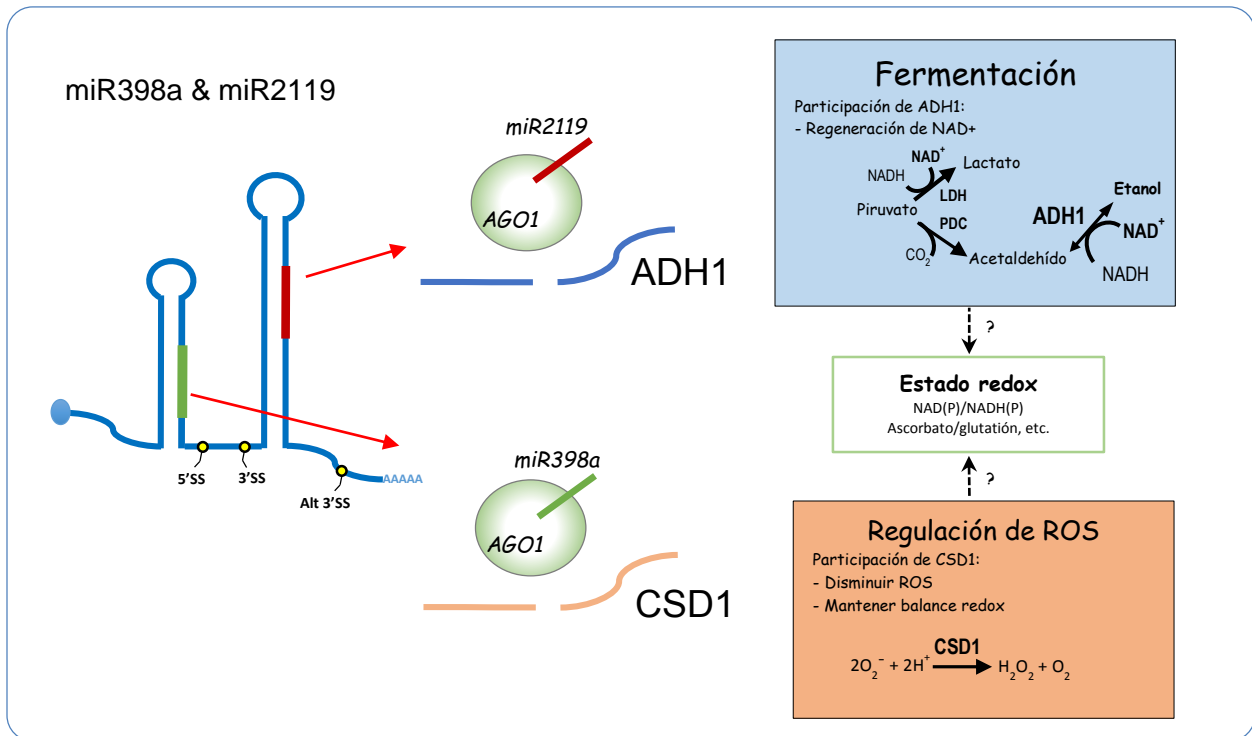 miR398a & miR2119
5'SS
3'SS
Alt 3'SS
AAAAA
miR2119
AGO1
ADH1
miR398a
AGO1
CSD1
Fermentación
Participación de ADH1:
- Regeneración de NAD+
NAD⁺
NADH
Lactato
LDH
Piruvato
PDC
CO₂
Acetaldehído
ADH1
Etanol
NAD⁺
NADH
?
Estado redox
NAD(P)/NADH(P)
Ascorbato/glutatión, etc.
?
Regulación de ROS
Participación de CSD1:
- Disminuir ROS
- Mantener balance redox
CSD1
2O₂⁻ + 2H⁺ → H₂O₂ + O₂